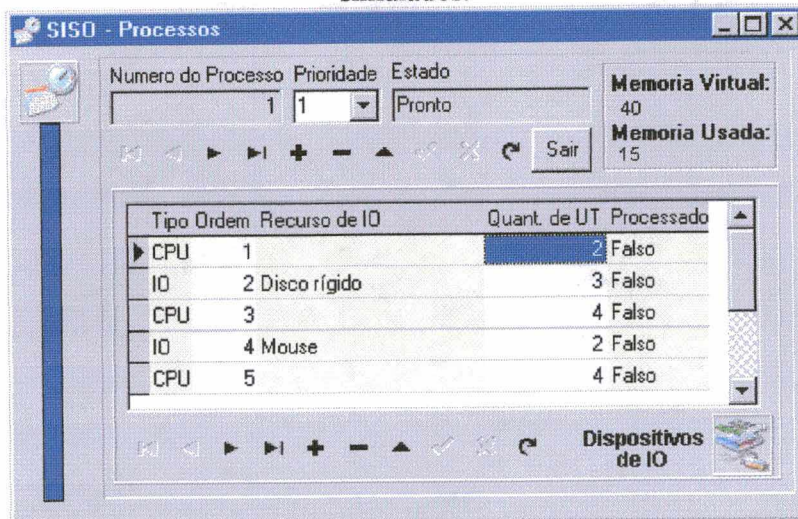 SISO - Processos
Numero do Processo Prioridade Estado
1 1 Pronto
Memoria Virtual:
40
Memoria Usada:
15
Sair
Tipo Ordem Recurso de IO Quant. de UT Processado
CPU 1 2 Falso
IO 2 Disco rígido 3 Falso
CPU 3 4 Falso
IO 4 Mouse 2 Falso
CPU 5 4 Falso
Dispositivos
de IO